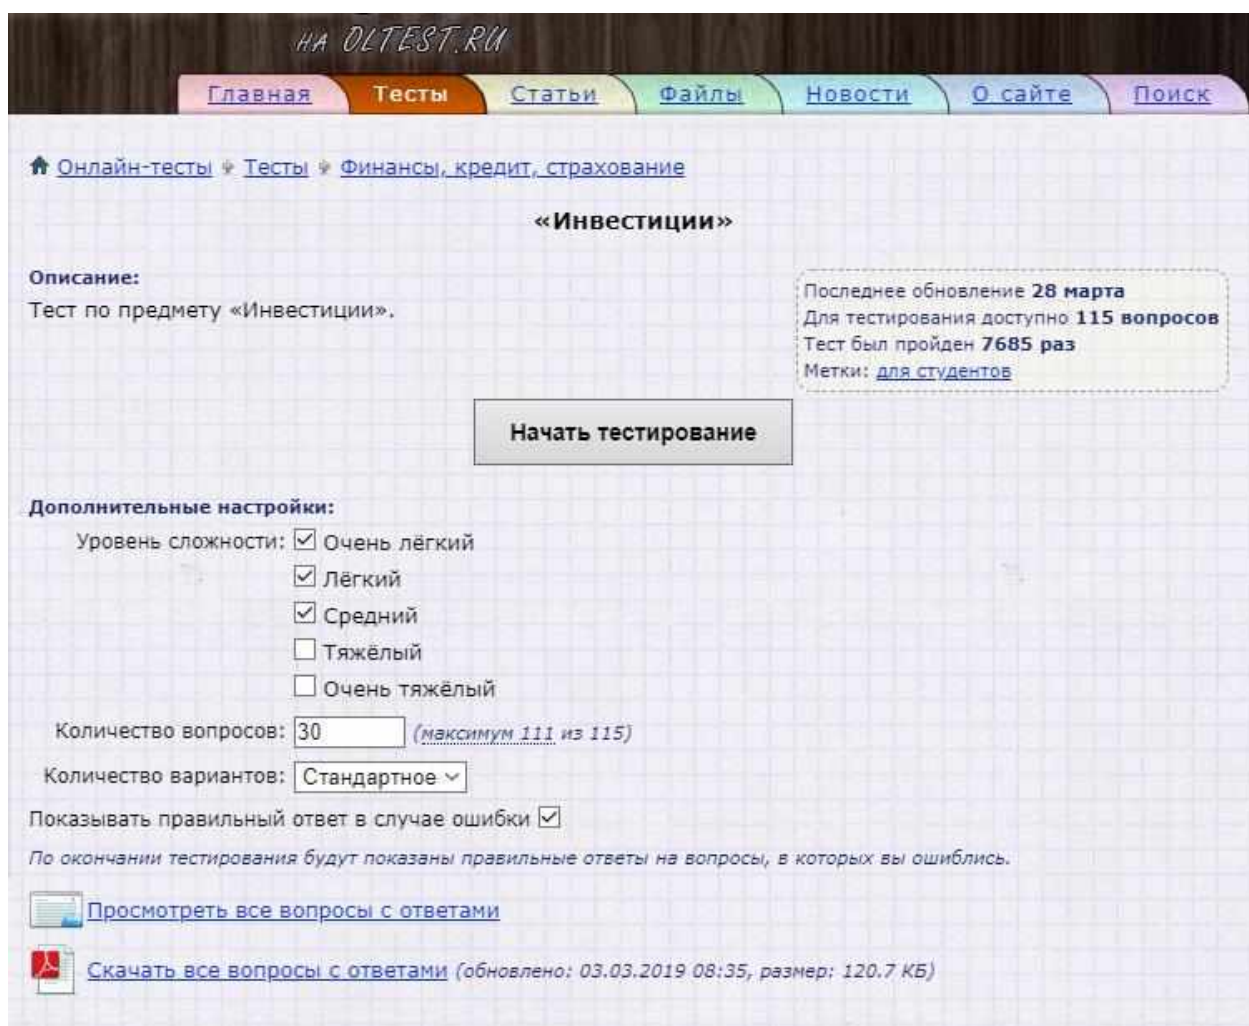 НА OLTEST.RU
Главная Тесты Статьи Файлы Новости О сайте Поиск
Онлайн-тесты Тесты Финансы, кредит, страхование
«Инвестиции»
Описание:
Тест по предмету «Инвестиции».
Последнее обновление 28 марта
Для тестирования доступно 115 вопросов
Тест был пройден 7685 раз
Метки: для студентов
Начать тестирование
Дополнительные настройки:
Уровень сложности: Очень лёгкий
Лёгкий
Средний
Тяжёлый
Очень тяжёлый
Количество вопросов: 30 (максимум 111 из 115)
Количество вариантов: Стандартное
Показывать правильный ответ в случае ошибки
По окончании тестирования будут показаны правильные ответы на вопросы, в которых вы ошиблись.
Просмотреть все вопросы с ответами
Скачать все вопросы с ответами (обновлено: 03.03.2019 08:35, размер: 120.7 КБ)